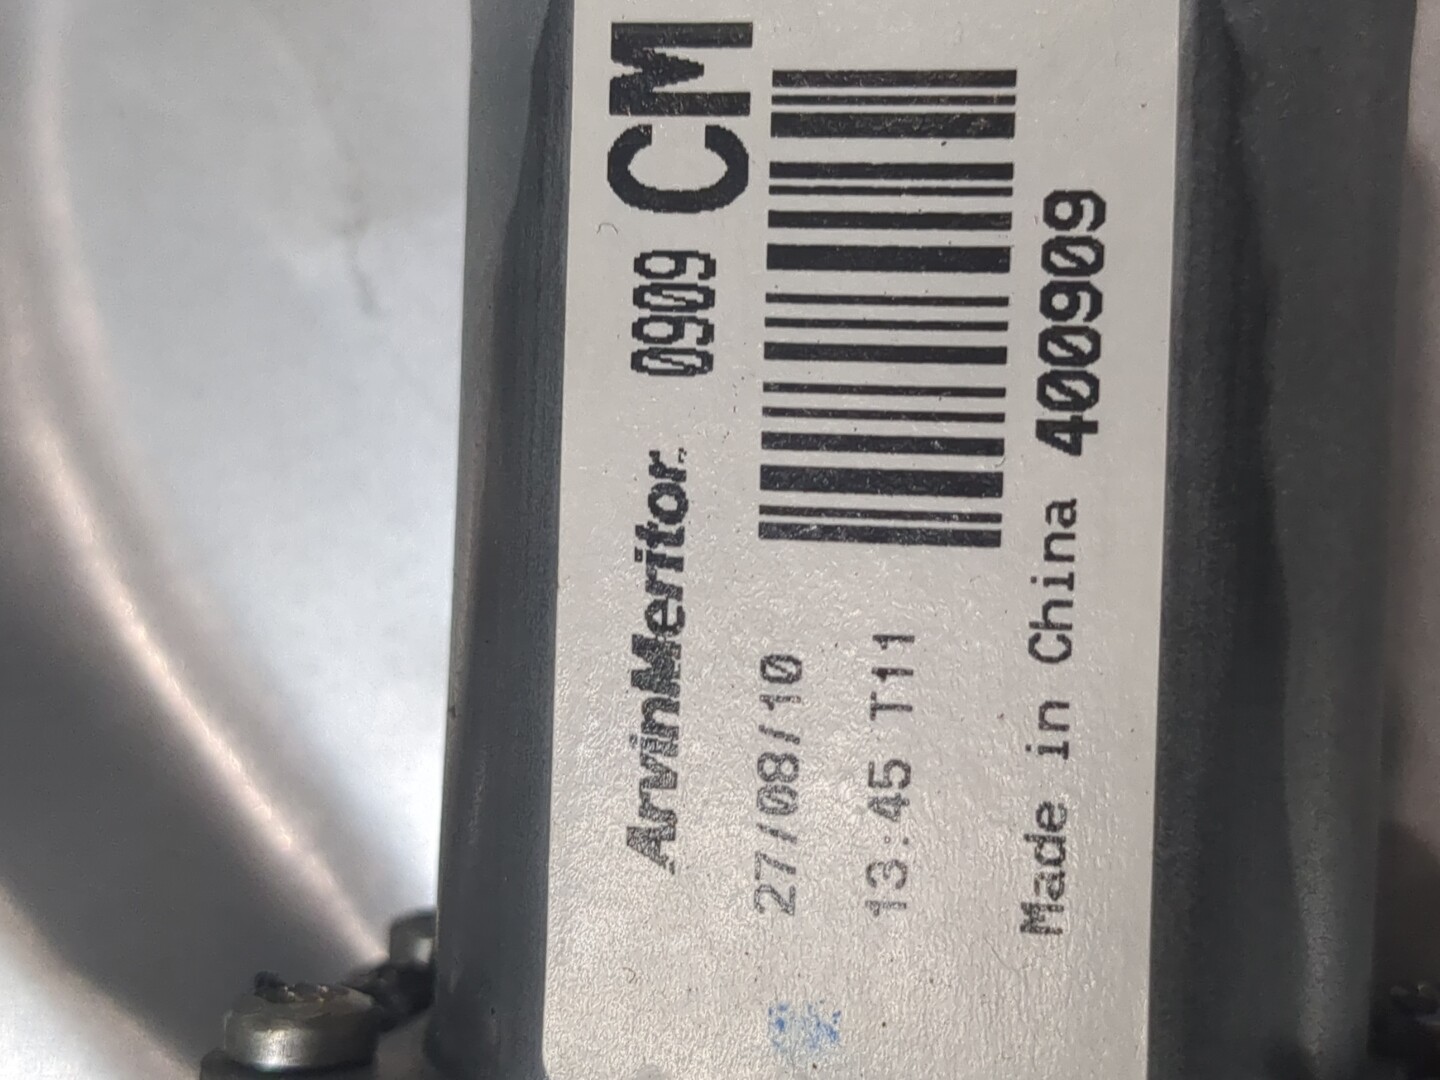 ArvinMeritor 0909 CM
27/08/10
13:45 T11
Made in China 400909